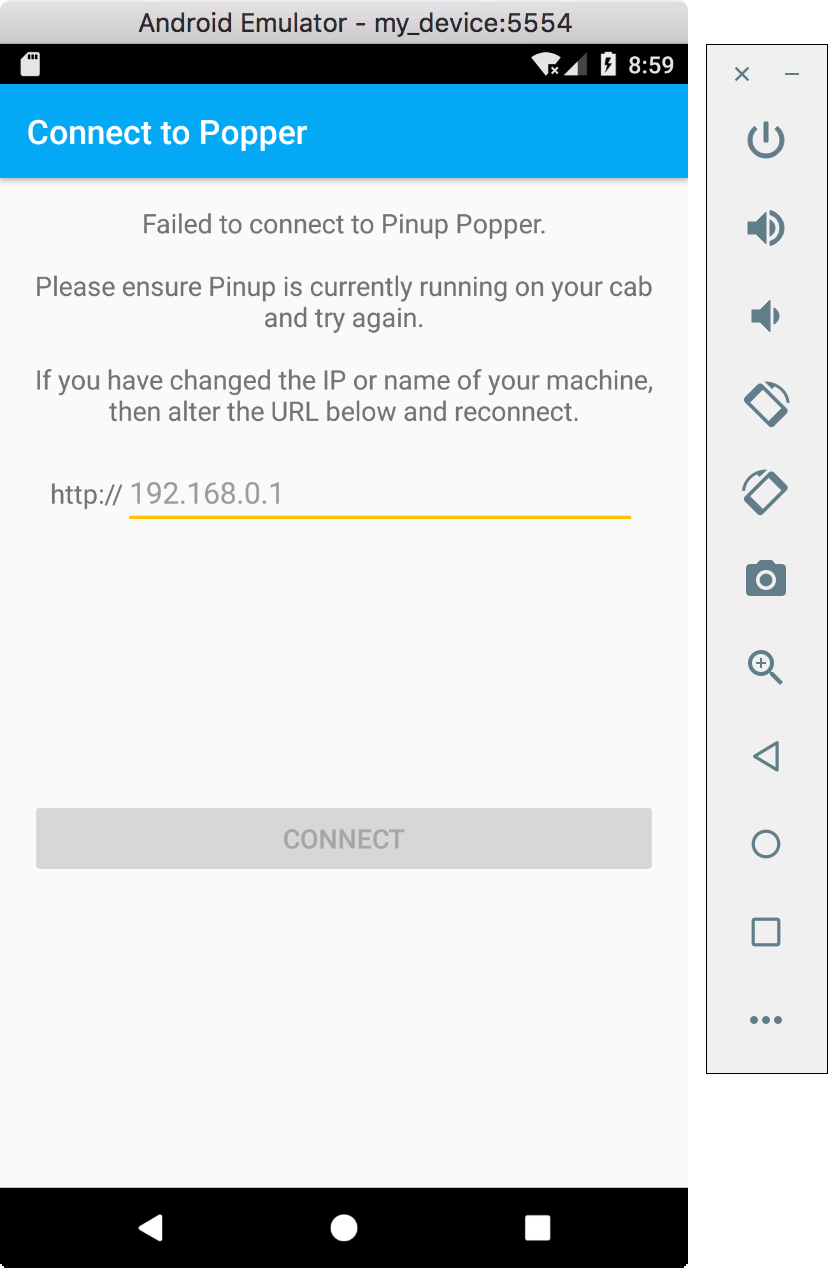 Android Emulator - my_device:5554
8:59
Connect to Popper
Failed to connect to Pinup Popper.
Please ensure Pinup is currently running on your cab
and try again.
If you have changed the IP or name of your machine,
then alter the URL below and reconnect.
http:// 192.168.0.1
CONNECT